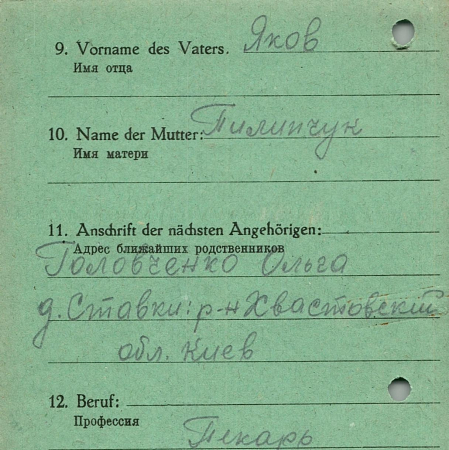 9. Vorname des Vaters. Яков
Имя отца
10. Name der Mutter: Пилипчук
Имя матери
11. Anschrift der nächsten Angehörigen:
Адрес ближайших родственников
Головченко Ольга
д. Ставки: р-н Хвастовский
обл. Киев
12. Beruf:
Профессия
Пекарь